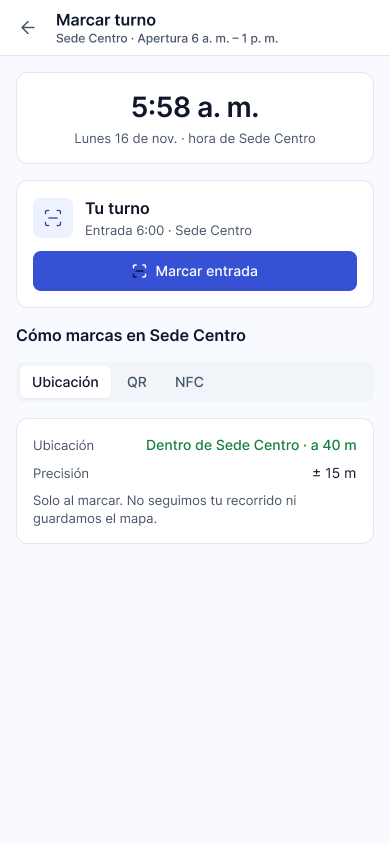 Marcar turno
Sede Centro · Apertura 6 a. m. – 1 p. m.
5:58 a. m.
Lunes 16 de nov. · hora de Sede Centro
Tu turno
Entrada 6:00 · Sede Centro
Marcar entrada
Cómo marcas en Sede Centro
Ubicación QR NFC
Ubicación Dentro de Sede Centro · a 40 m
Precisión ± 15 m
Solo al marcar. No seguimos tu recorrido ni
guardamos el mapa.